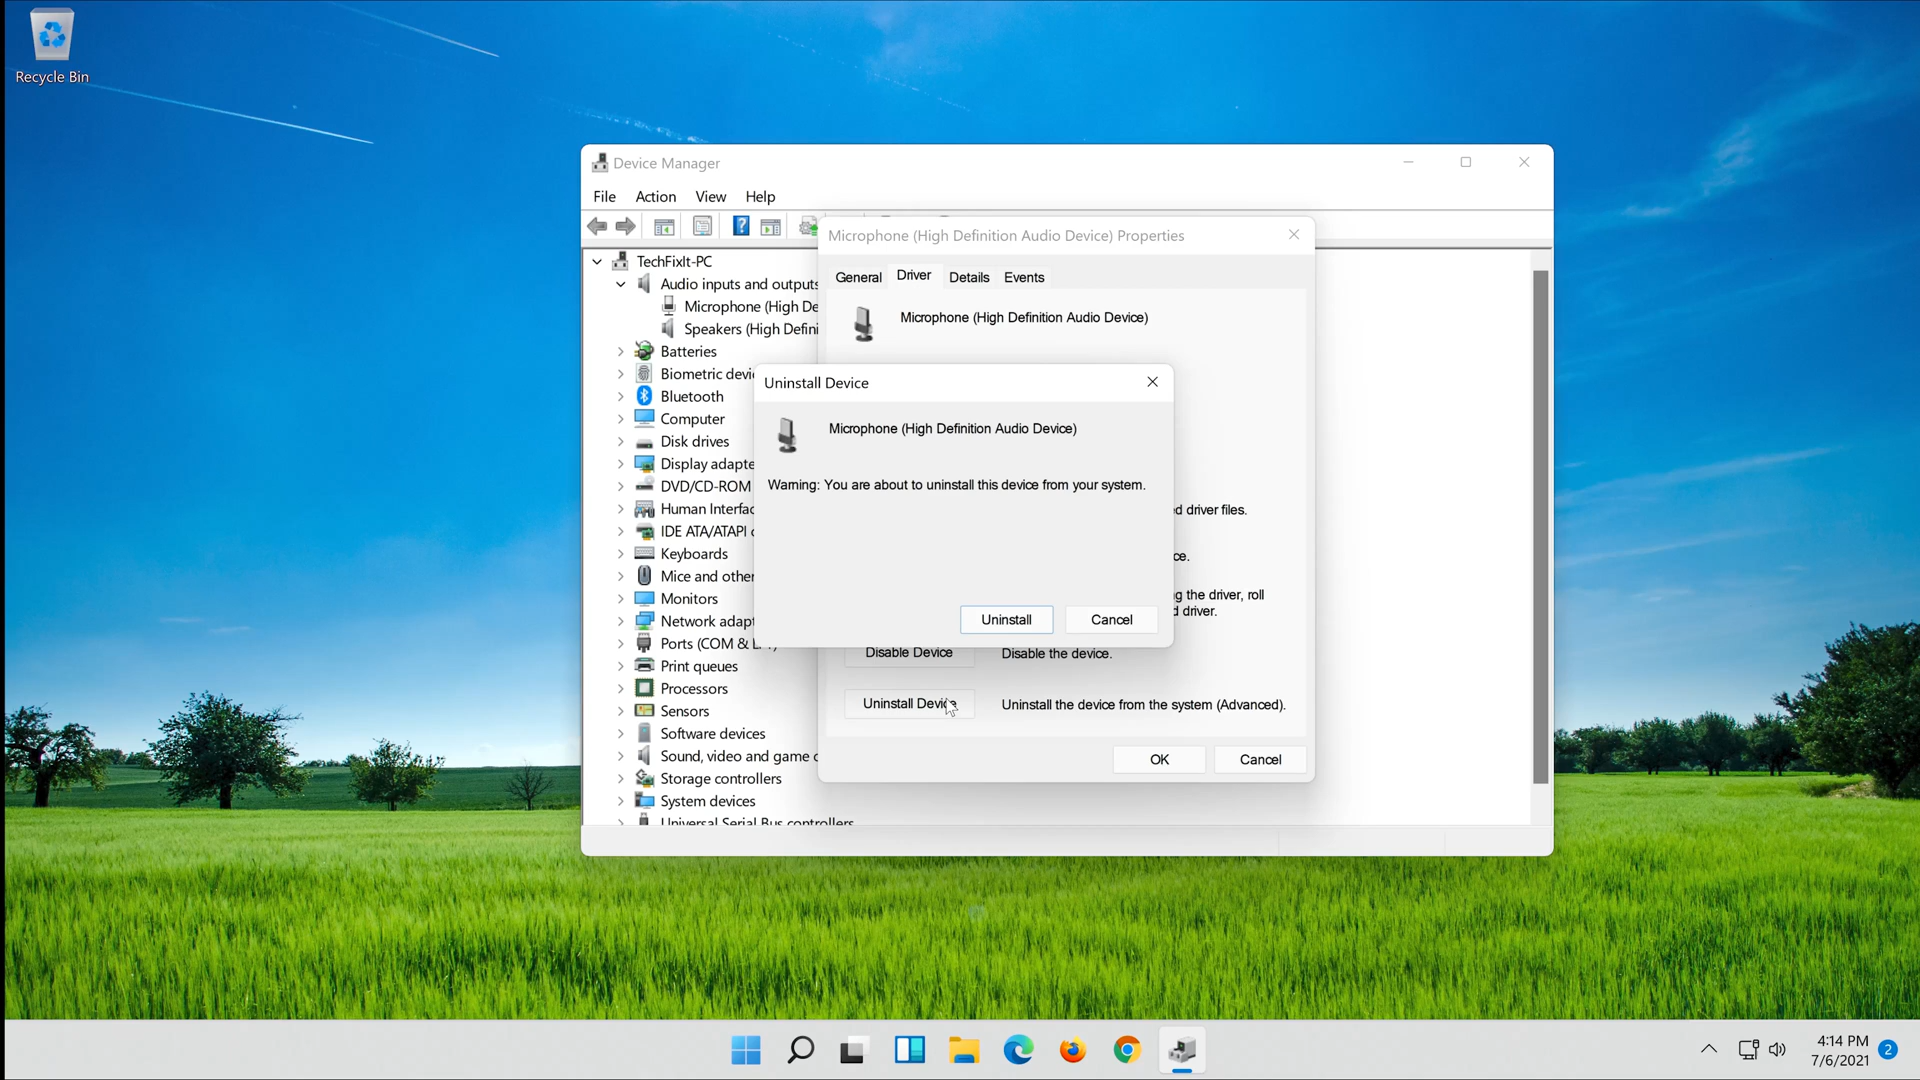 Recycle Bin
Device Manager
File Action View Help
TechFixIt-PC
Audio inputs and outputs
Microphone (High De
Speakers (High Defini
Batteries
Biometric devi
Bluetooth
Computer
Disk drives
Display adapte
DVD/CD-ROM
Human Interfac
IDE ATA/ATAPI
Keyboards
Mice and other
Monitors
Network adapt
Ports (COM &
Print queues
Processors
Sensors
Software devices
Sound, video and game
Storage controllers
System devices
Universal Serial Bus controllers
Microphone (High Definition Audio Device) Properties
General Driver Details Events
Microphone (High Definition Audio Device)
Uninstall Device
Microphone (High Definition Audio Device)
Warning: You are about to uninstall this device from your system.
Uninstall Cancel
d driver files.
ce.
g the driver, roll
d driver.
Disable Device Disable the device.
Uninstall Device Uninstall the device from the system (Advanced).
OK Cancel
4:14 PM
7/6/2021
2